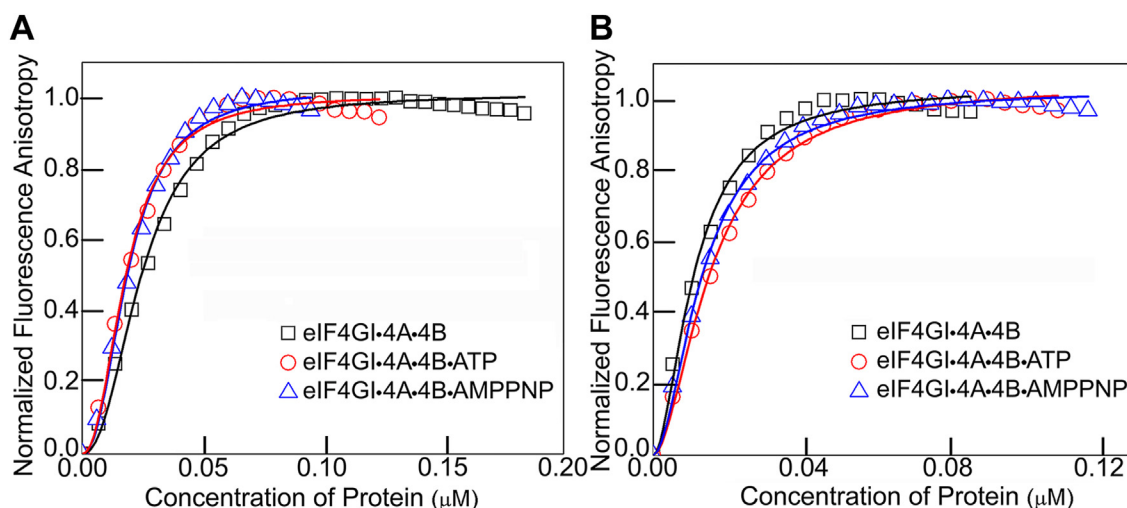 A
Normalized Fluorescence Anisotropy
1.0
0.8
0.6
0.4
0.2
0.0
0.00
0.05
0.10
0.15
0.20
Concentration of Protein (μM)
eIF4GI•4A•4B
eIF4GI•4A•4B•ATP
eIF4GI•4A•4B•AMPPNP
B
Normalized Fluorescence Anisotropy
1.0
0.8
0.6
0.4
0.2
0.0
0.00
0.04
0.08
0.12
Concentration of Protein (μM)
eIF4GI•4A•4B
eIF4GI•4A•4B•ATP
eIF4GI•4A•4B•AMPPNP